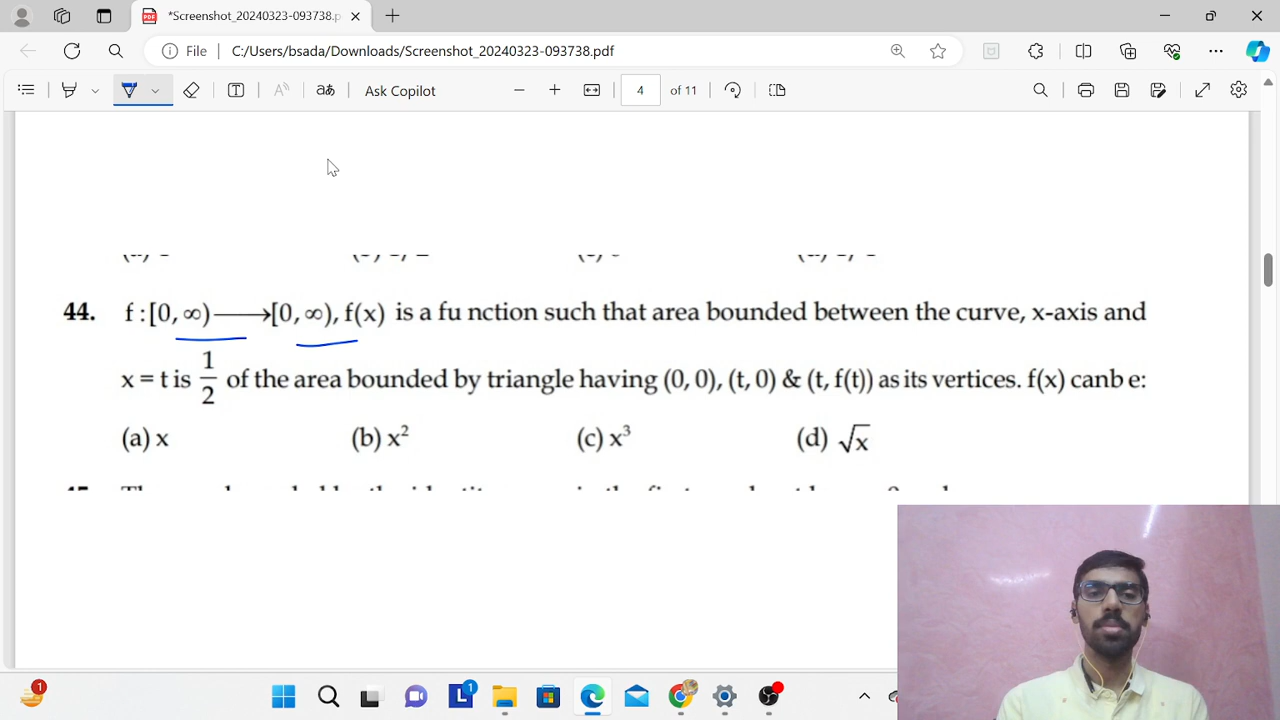 *Screenshot_20240323-093738.p
File C:/Users/bsada/Downloads/Screenshot_20240323-093738.pdf
Ask Copilot 4 of 11
44. f : [0, ∞) ⟶ [0, ∞), f(x) is a fu nction such that area bounded between the curve, x-axis and
x = t is 1/2 of the area bounded by triangle having (0, 0), (t, 0) & (t, f(t)) as its vertices. f(x) canb e:
(a) x (b) x² (c) x³ (d) √x
1 1